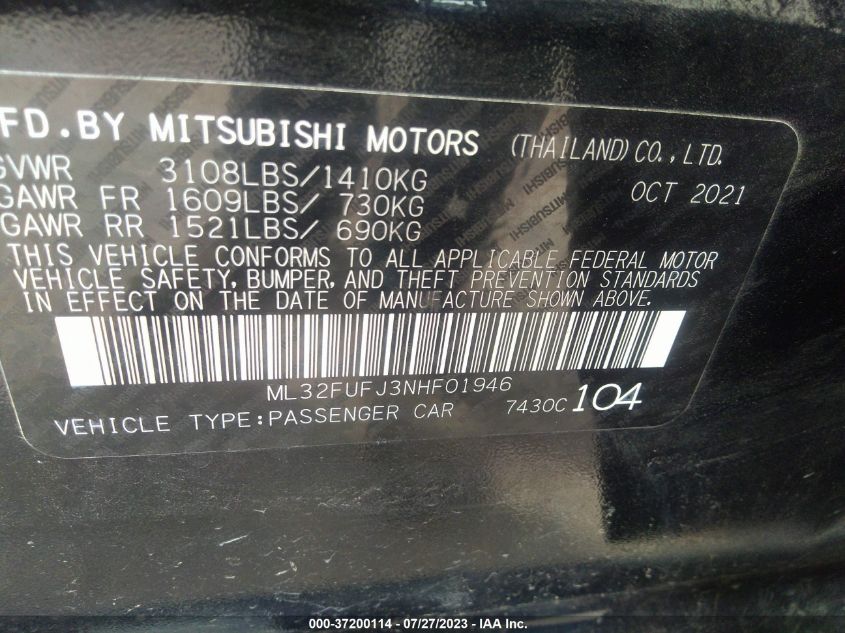 FD. BY MITSUBISHI MOTORS (THAILAND) CO., LTD.
GVWR 3108LBS/1410KG OCT 2021
GAWR FR 1609LBS/ 730KG
GAWR RR 1521LBS/ 690KG
THIS VEHICLE CONFORMS TO ALL APPLICABLE FEDERAL MOTOR
VEHICLE SAFETY, BUMPER, AND THEFT PREVENTION STANDARDS
IN EFFECT ON THE DATE OF MANUFACTURE SHOWN ABOVE.
ML32FUFJ3NHF01946
VEHICLE TYPE:PASSENGER CAR 7430C 104
000-37200114 - 07/27/2023 - IAA Inc.